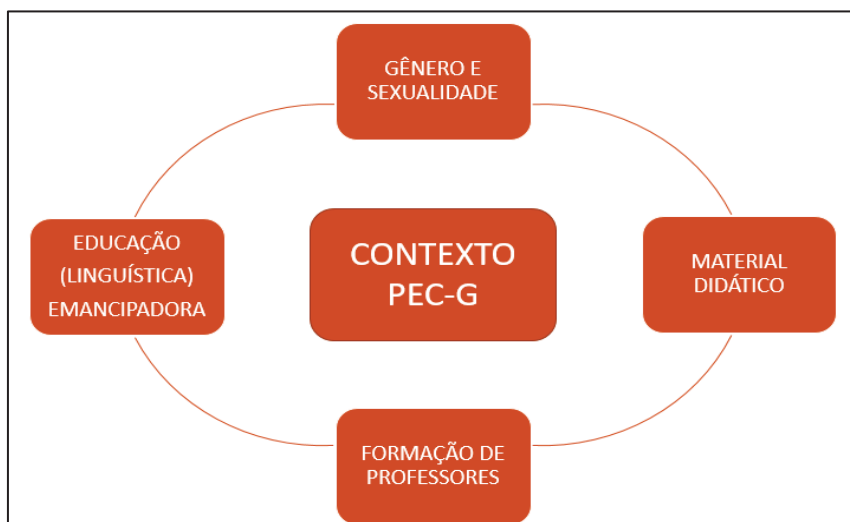 GÊNERO E
SEXUALIDADE
EDUCAÇÃO
(LINGUÍSTICA)
EMANCIPADORA
CONTEXTO
PEC-G
MATERIAL
DIDÁTICO
FORMAÇÃO DE
PROFESSORES